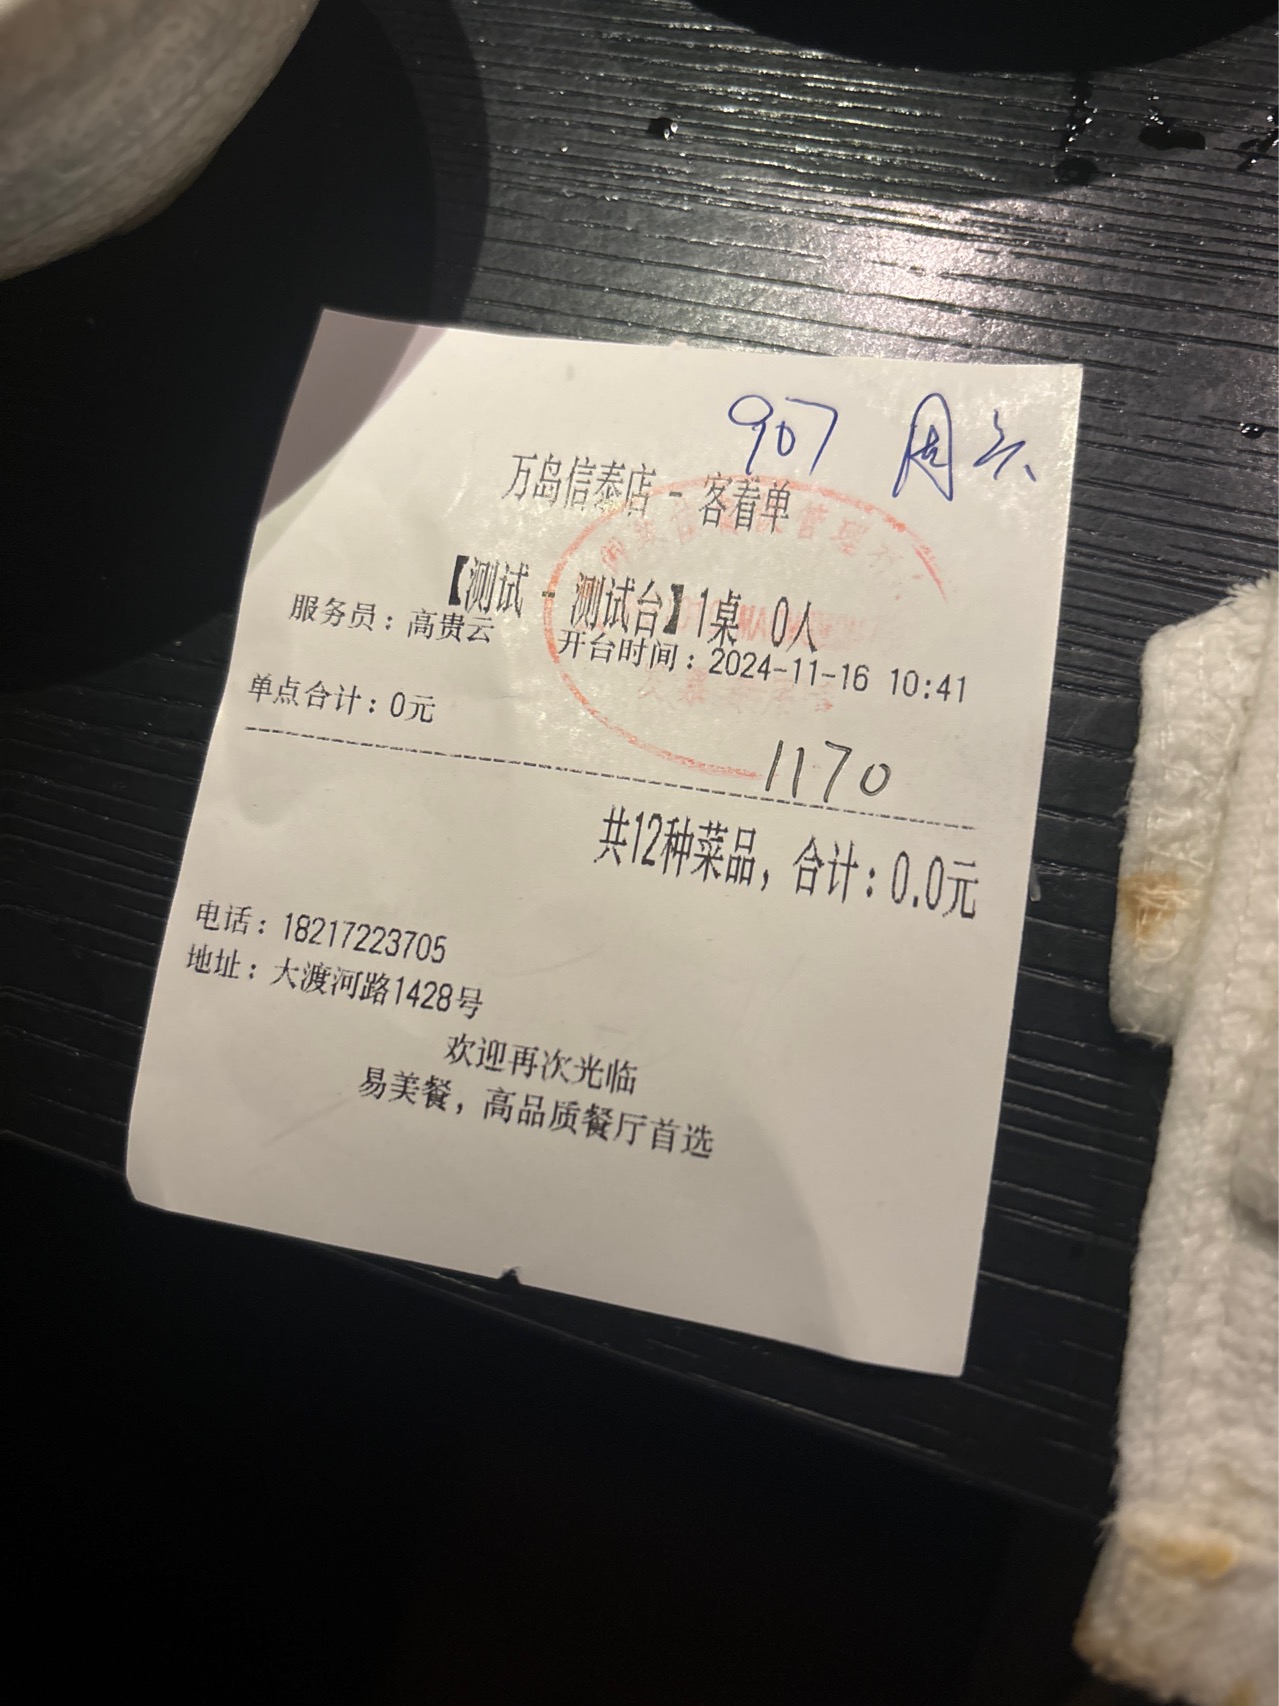 907 周六
万岛信泰店 - 客看单
【测试 - 测试台】1桌 0人
服务员：高贵云 开台时间：2024-11-16 10:41
单点合计：0元
1170
共12种菜品，合计：0.0元
电话：18217223705
地址：大渡河路1428号
欢迎再次光临
易美餐，高品质餐厅首选
管理